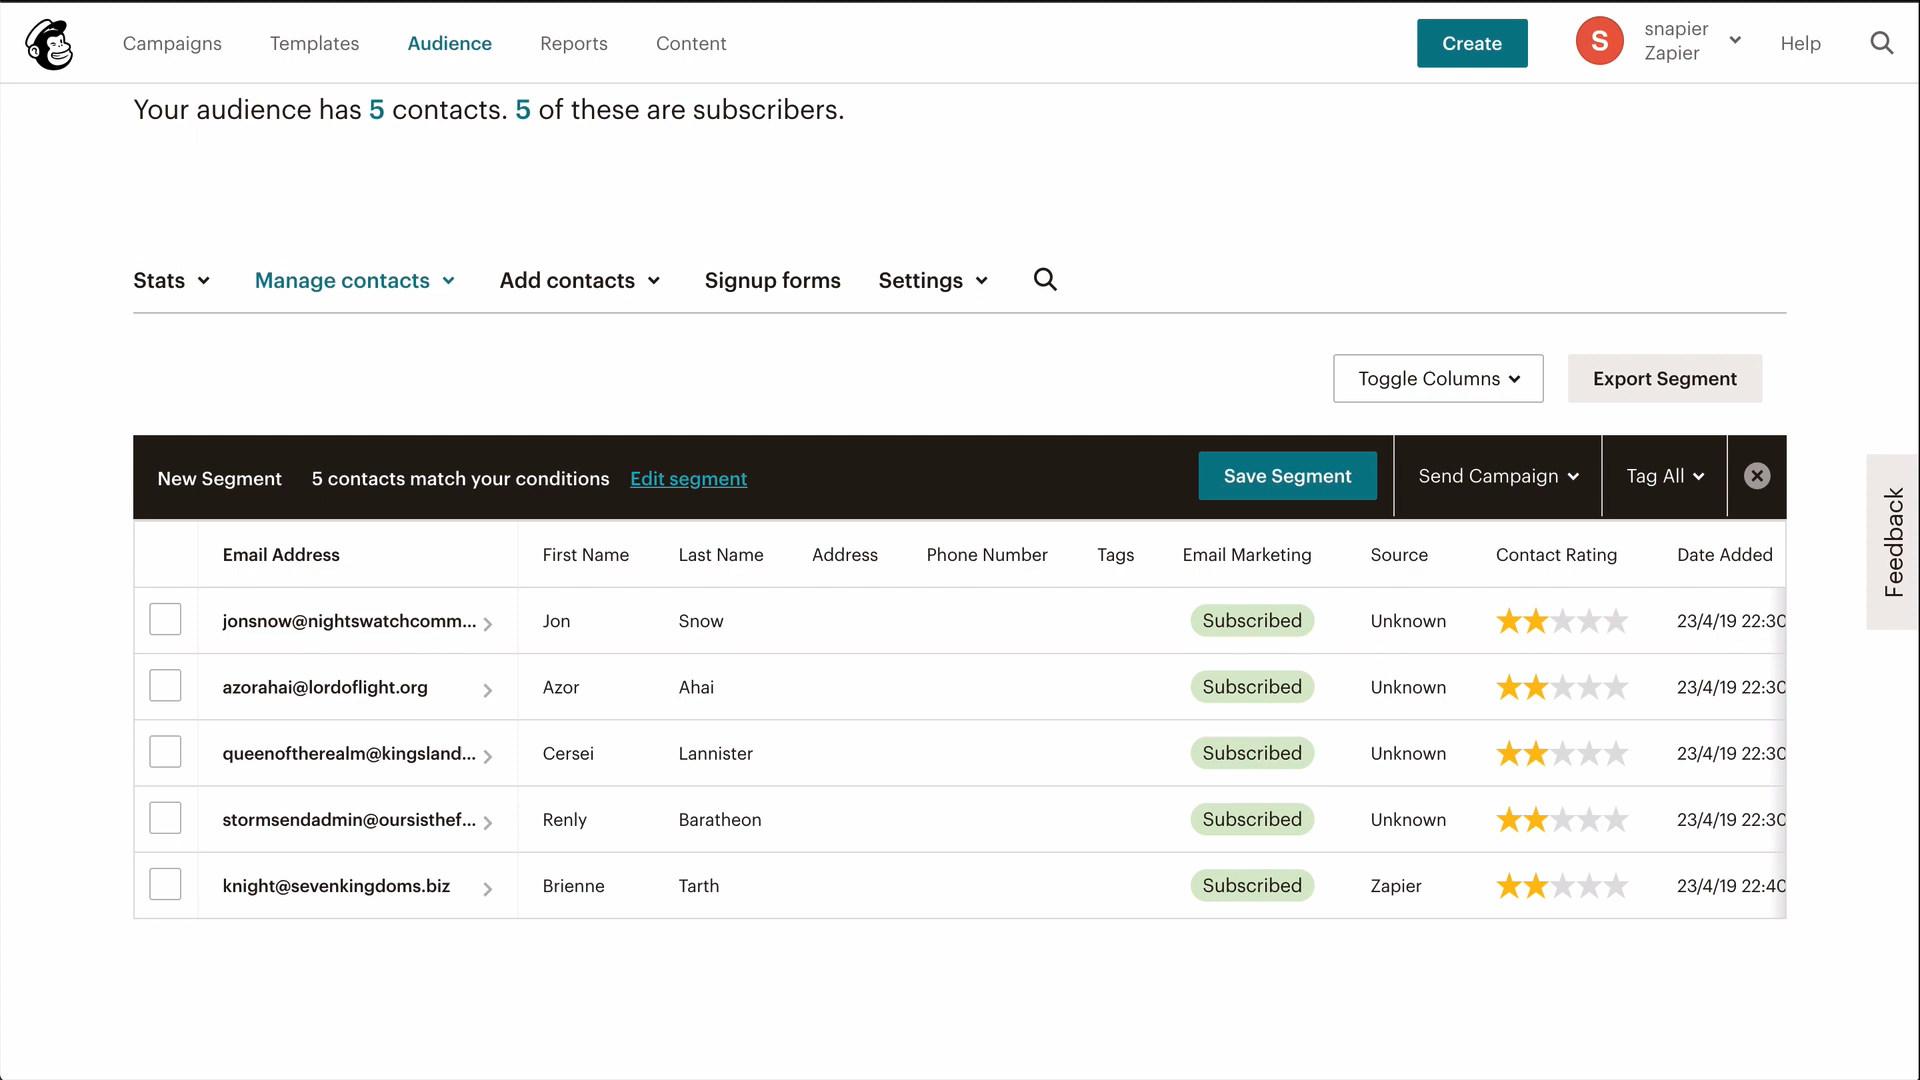 Campaigns Templates Audience Reports Content Create S snapier Zapier Help
Your audience has 5 contacts. 5 of these are subscribers.
Stats Manage contacts Add contacts Signup forms Settings
Toggle Columns Export Segment
New Segment 5 contacts match your conditions Edit segment Save Segment Send Campaign Tag All
Email Address First Name Last Name Address Phone Number Tags Email Marketing Source Contact Rating Date Added
jonsnow@nightswatchcomm... Jon Snow Subscribed Unknown 23/4/19 22:30
azorahai@lordoflight.org Azor Ahai Subscribed Unknown 23/4/19 22:30
queenoftherealm@kingsland... Cersei Lannister Subscribed Unknown 23/4/19 22:30
stormsendadmin@oursisthef... Renly Baratheon Subscribed Unknown 23/4/19 22:30
knight@sevenkingdoms.biz Brienne Tarth Subscribed Zapier 23/4/19 22:40
Feedback